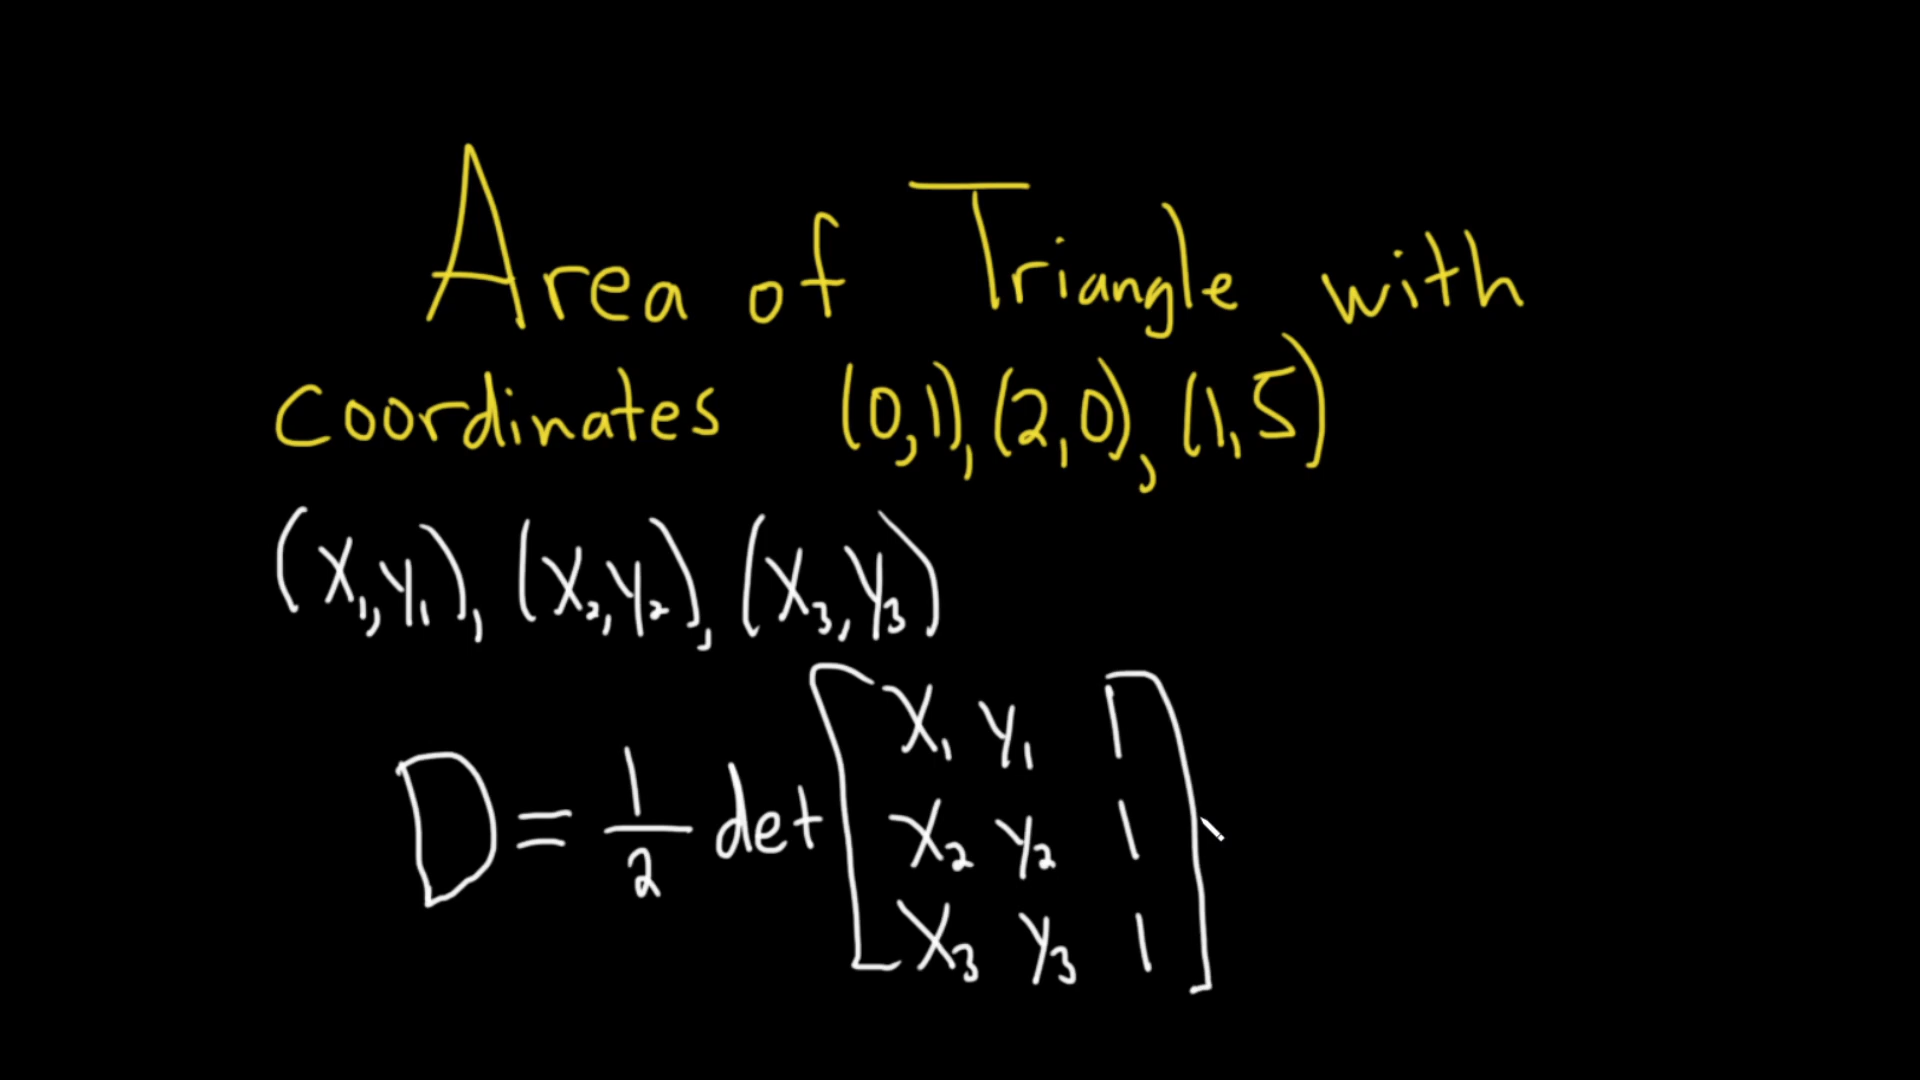 Area of Triangle with
Coordinates (0,1), (2,0), (1,5)
(x₁,y₁), (x₂,y₂), (x₃,y₃)
D = 1/2 det [x₁ y₁ 1
x₂ y₂ 1
x₃ y₃ 1]